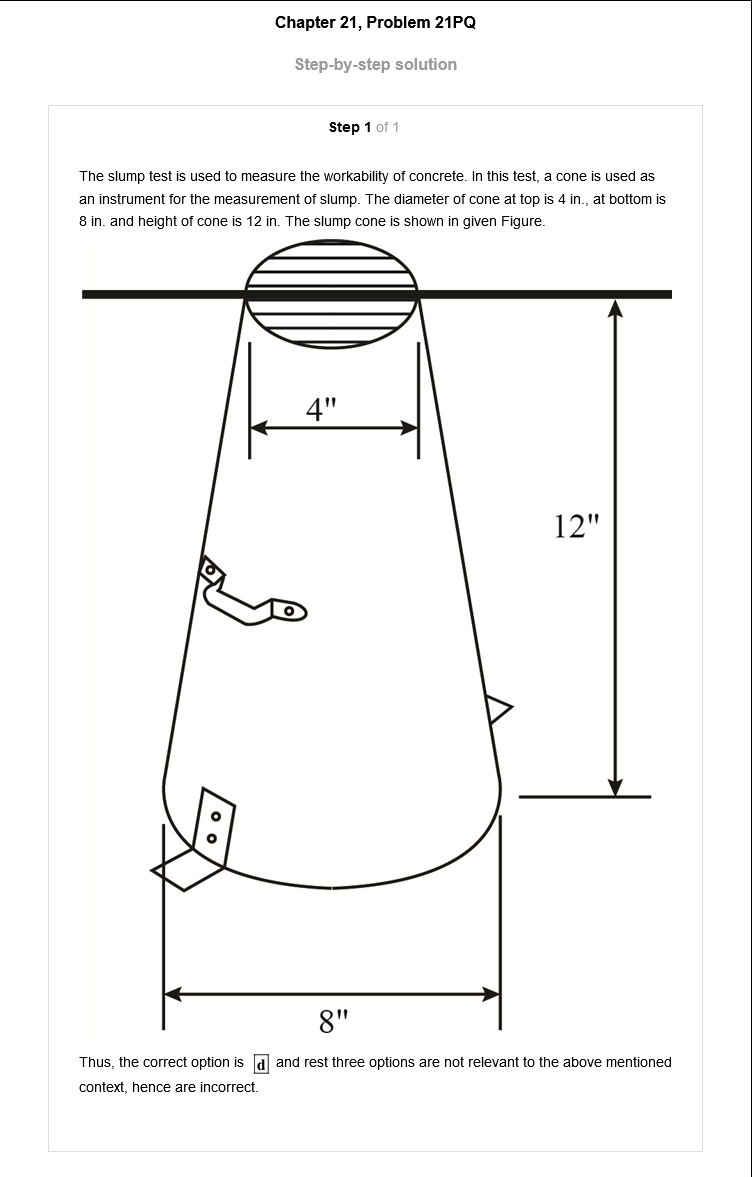 Chapter 21, Problem 21PQ
Step-by-step solution
Step 1 of 1
The slump test is used to measure the workability of concrete. In this test, a cone is used as
an instrument for the measurement of slump. The diameter of cone at top is 4 in., at bottom is
8 in. and height of cone is 12 in. The slump cone is shown in given Figure.
4"
12"
8"
Thus, the correct option is d and rest three options are not relevant to the above mentioned
context, hence are incorrect.